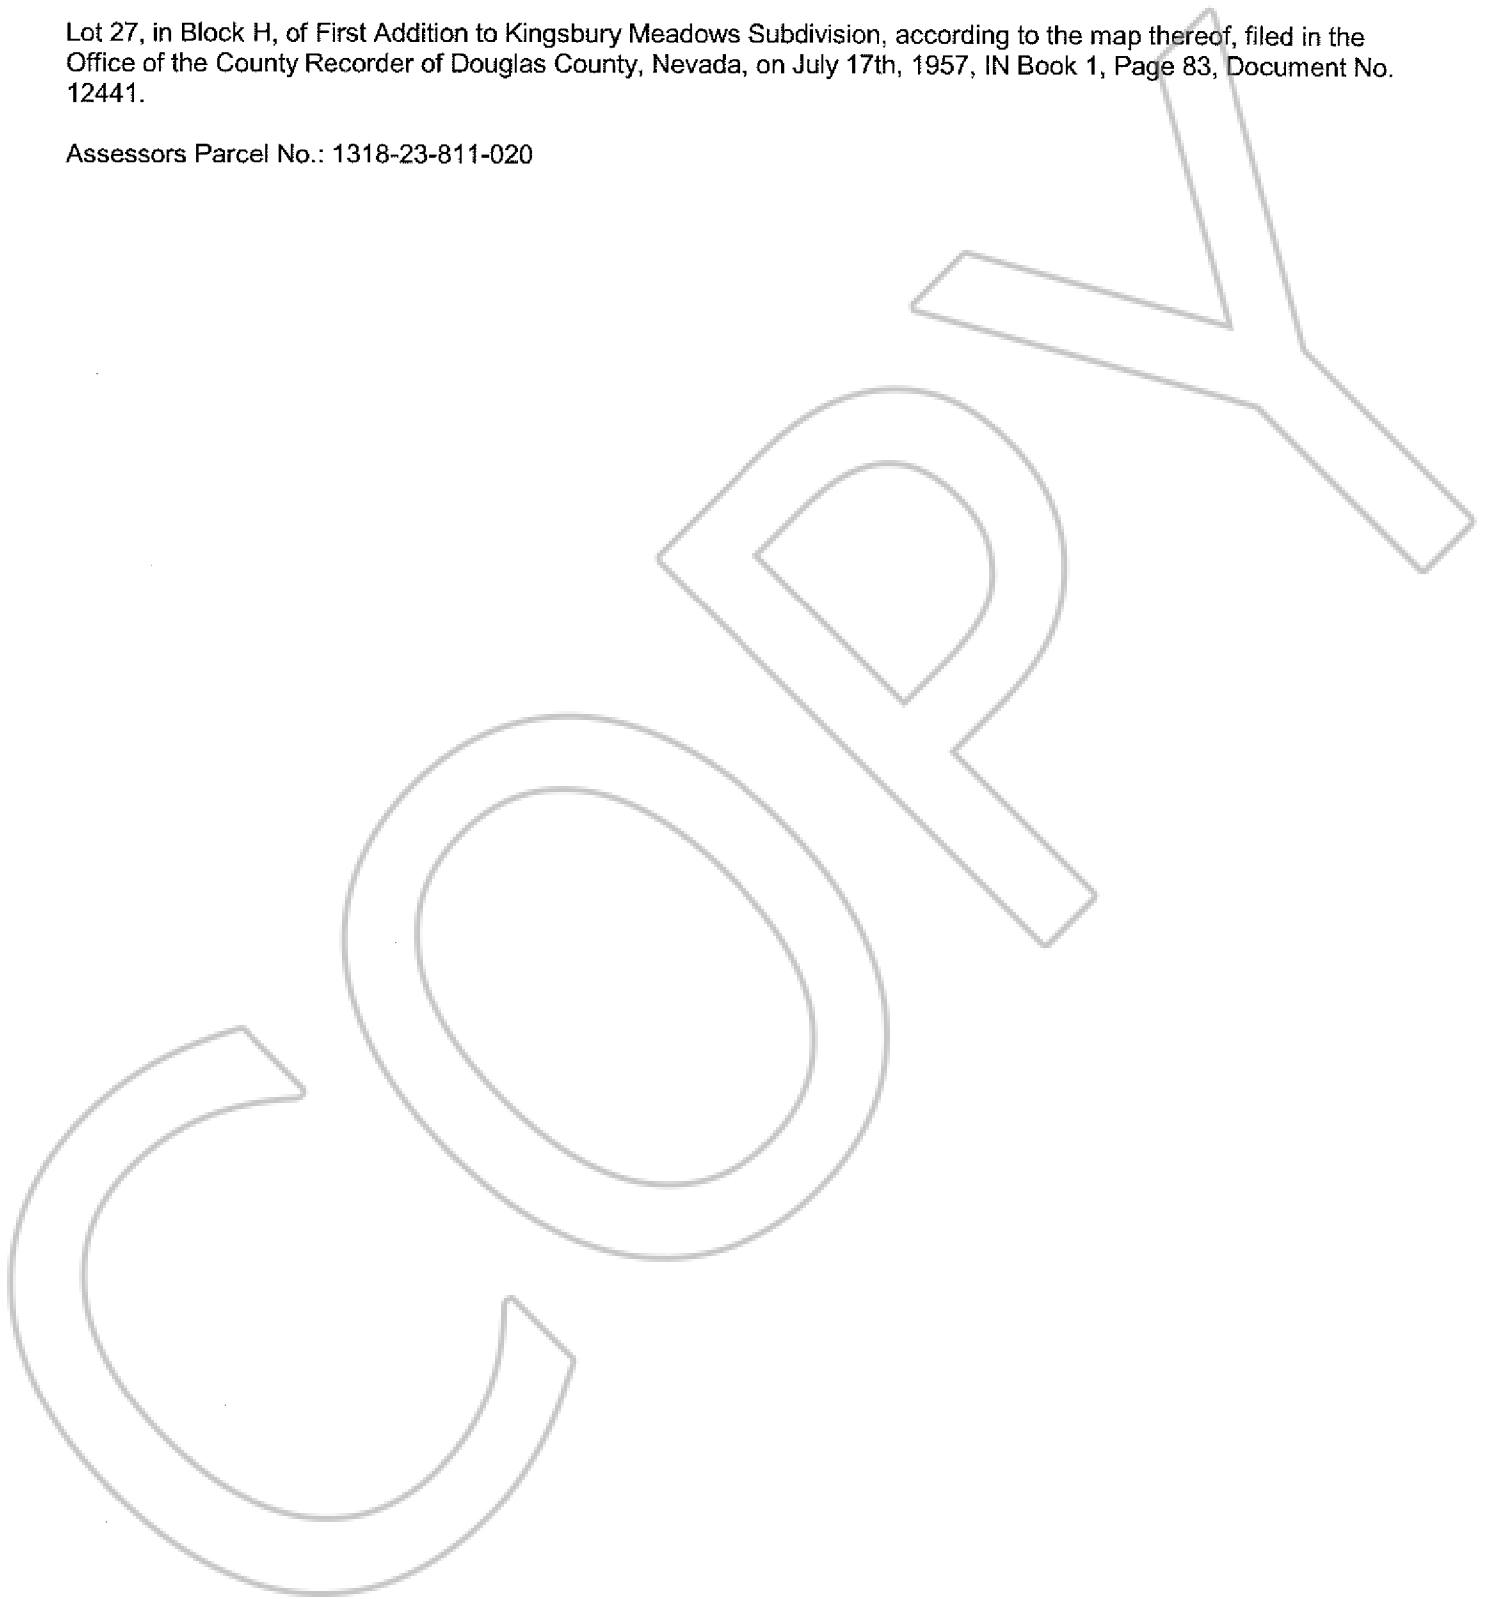 Lot 27, in Block H, of First Addition to Kingsbury Meadows Subdivision, according to the map thereof, filed in the
Office of the County Recorder of Douglas County, Nevada, on July 17th, 1957, IN Book 1, Page 83, Document No.
12441.
Assessors Parcel No.: 1318-23-811-020
COPY